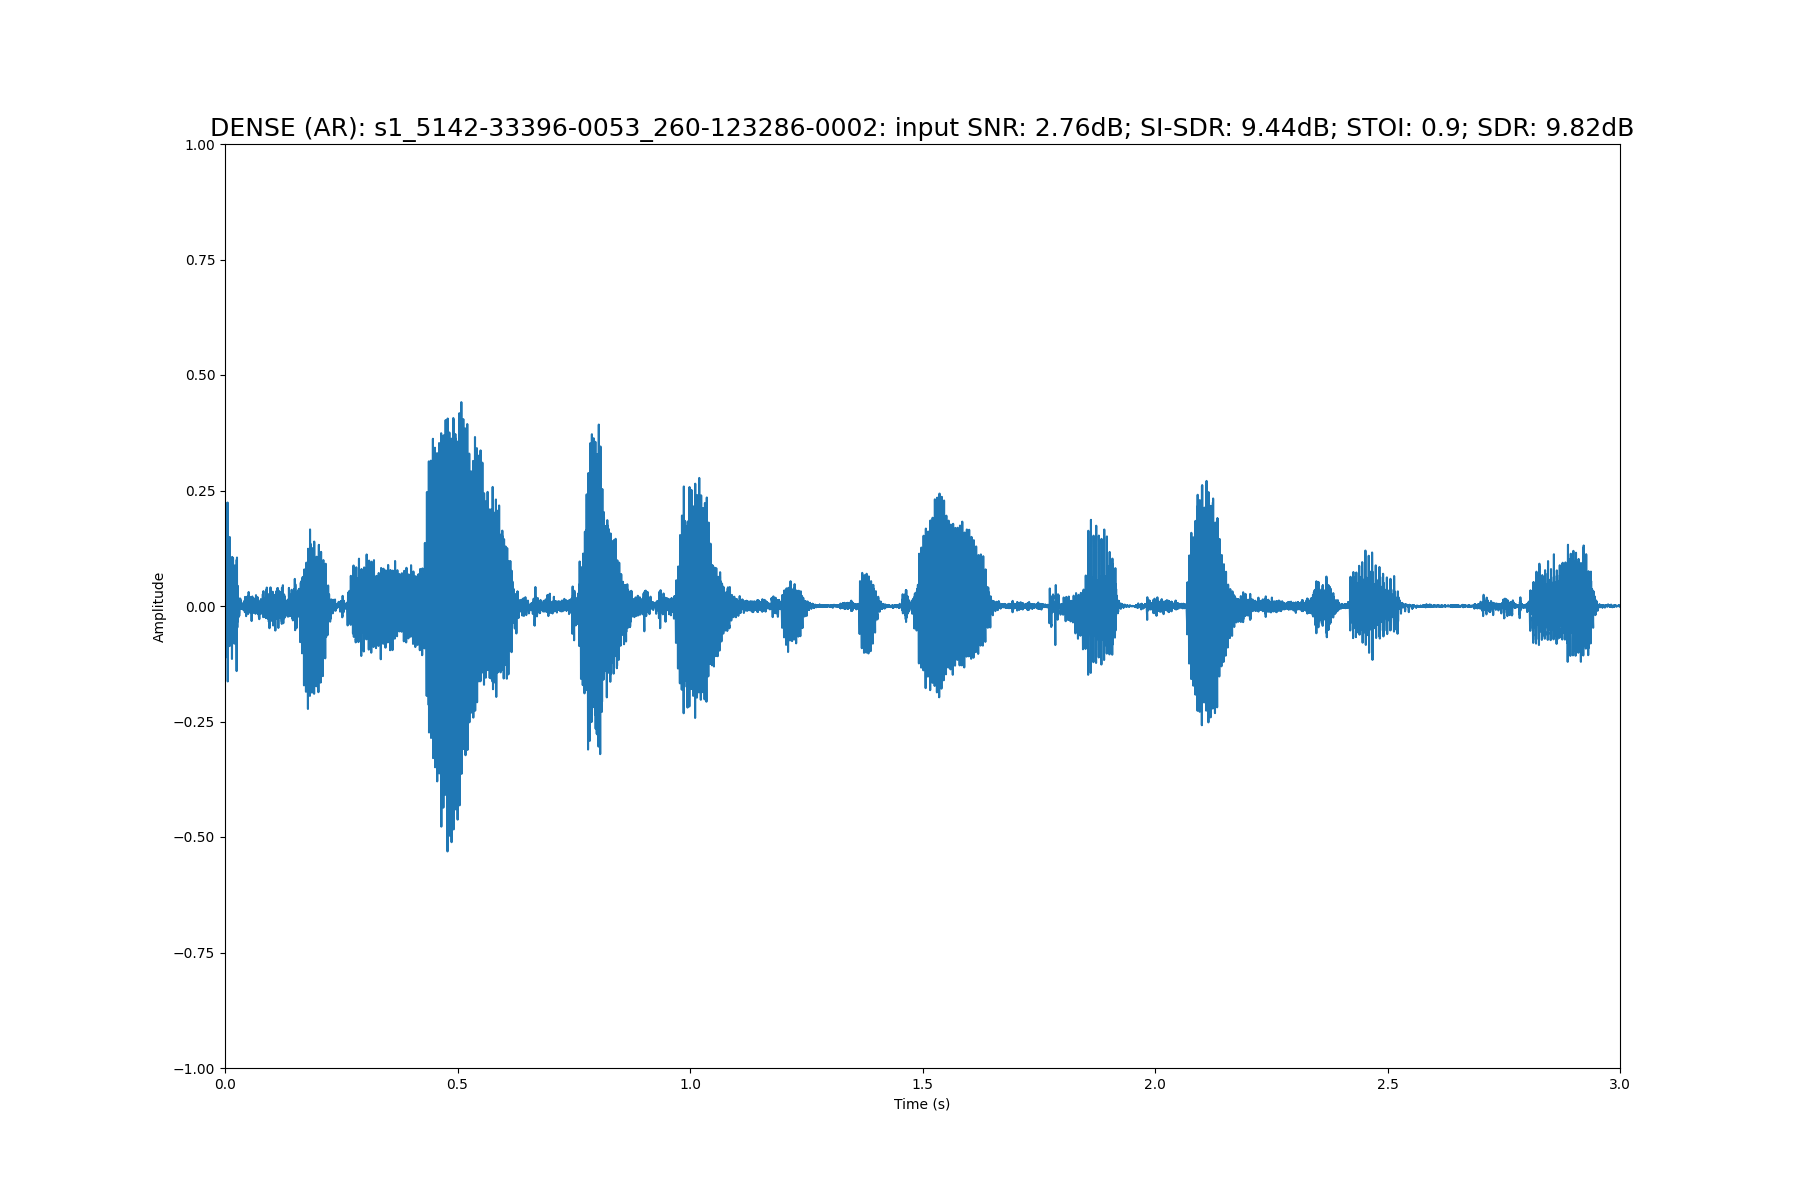 DENSE (AR): s1_5142-33396-0053_260-123286-0002: input SNR: 2.76dB; SI-SDR: 9.44dB; STOI: 0.9; SDR: 9.82dB
1.00
0.75
0.50
0.25
0.00
−0.25
−0.50
−0.75
−1.00
Amplitude
0.0 0.5 1.0 1.5 2.0 2.5 3.0
Time (s)